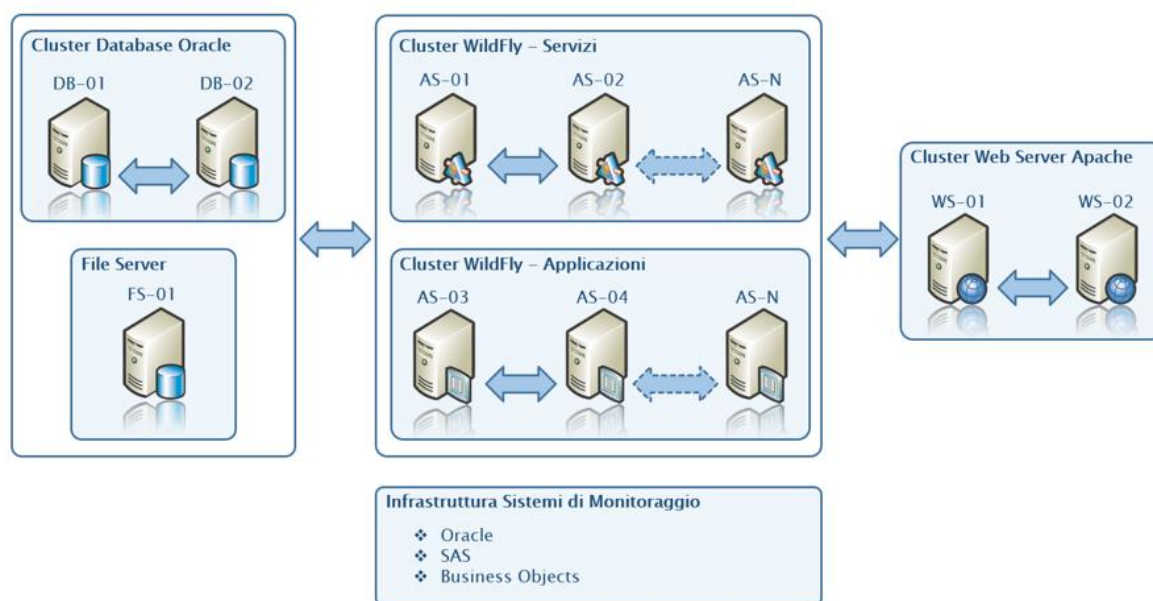 Cluster Database Oracle
DB-01 DB-02
File Server
FS-01
Cluster WildFly – Servizi
AS-01 AS-02 AS-N
Cluster WildFly – Applicazioni
AS-03 AS-04 AS-N
Cluster Web Server Apache
WS-01 WS-02
Infrastruttura Sistemi di Monitoraggio
❖ Oracle
❖ SAS
❖ Business Objects